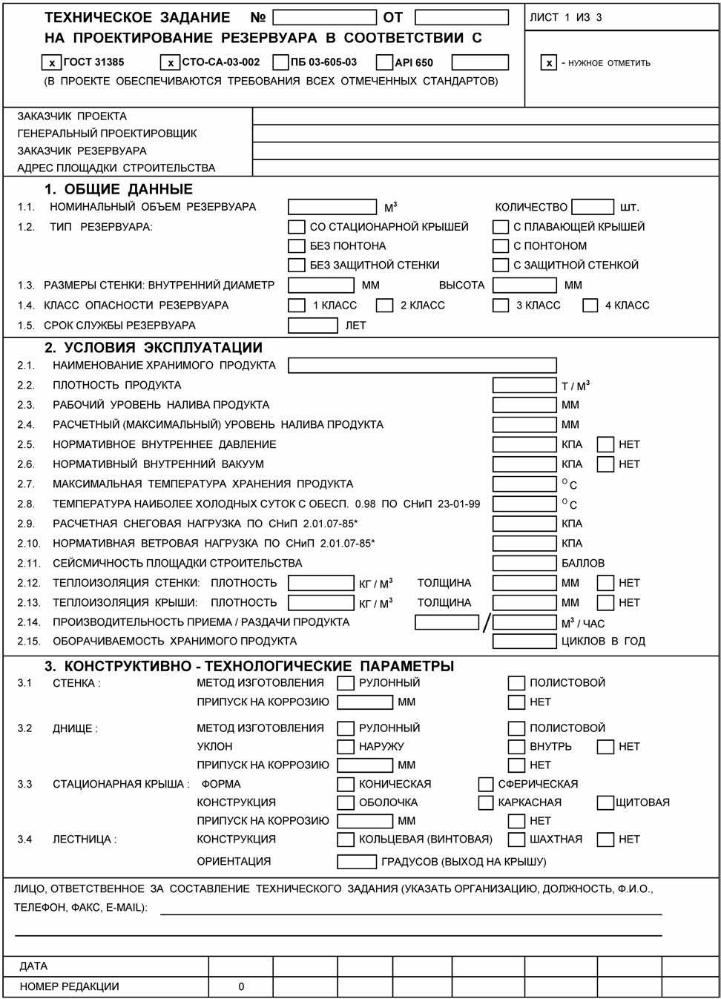 ТЕХНИЧЕСКОЕ ЗАДАНИЕ № ОТ
ЛИСТ 1 ИЗ 3
НА ПРОЕКТИРОВАНИЕ РЕЗЕРВУАРА В СООТВЕТСТВИИ С
x ГОСТ 31385 x СТО-СА-03-002 ПБ 03-605-03 API 650
x - НУЖНОЕ ОТМЕТИТЬ
(В ПРОЕКТЕ ОБЕСПЕЧИВАЮТСЯ ТРЕБОВАНИЯ ВСЕХ ОТМЕЧЕННЫХ СТАНДАРТОВ)
ЗАКАЗЧИК ПРОЕКТА
ГЕНЕРАЛЬНЫЙ ПРОЕКТИРОВЩИК
ЗАКАЗЧИК РЕЗЕРВУАРА
АДРЕС ПЛОЩАДКИ СТРОИТЕЛЬСТВА
1. ОБЩИЕ ДАННЫЕ
1.1. НОМИНАЛЬНЫЙ ОБЪЕМ РЕЗЕРВУАРА М³ КОЛИЧЕСТВО ШТ.
1.2. ТИП РЕЗЕРВУАРА: СО СТАЦИОНАРНОЙ КРЫШЕЙ С ПЛАВАЮЩЕЙ КРЫШЕЙ
БЕЗ ПОНТОНА С ПОНТОНОМ
БЕЗ ЗАЩИТНОЙ СТЕНКИ С ЗАЩИТНОЙ СТЕНКОЙ
1.3. РАЗМЕРЫ СТЕНКИ: ВНУТРЕННИЙ ДИАМЕТР ММ ВЫСОТА ММ
1.4. КЛАСС ОПАСНОСТИ РЕЗЕРВУАРА 1 КЛАСС 2 КЛАСС 3 КЛАСС 4 КЛАСС
1.5. СРОК СЛУЖБЫ РЕЗЕРВУАРА ЛЕТ
2. УСЛОВИЯ ЭКСПЛУАТАЦИИ
2.1. НАИМЕНОВАНИЕ ХРАНИМОГО ПРОДУКТА
2.2. ПЛОТНОСТЬ ПРОДУКТА Т / М³
2.3. РАБОЧИЙ УРОВЕНЬ НАЛИВА ПРОДУКТА ММ
2.4. РАСЧЕТНЫЙ (МАКСИМАЛЬНЫЙ) УРОВЕНЬ НАЛИВА ПРОДУКТА ММ
2.5. НОРМАТИВНОЕ ВНУТРЕННЕЕ ДАВЛЕНИЕ КПА НЕТ
2.6. НОРМАТИВНЫЙ ВНУТРЕННИЙ ВАКУУМ КПА НЕТ
2.7. МАКСИМАЛЬНАЯ ТЕМПЕРАТУРА ХРАНЕНИЯ ПРОДУКТА ᴼ С
2.8. ТЕМПЕРАТУРА НАИБОЛЕЕ ХОЛОДНЫХ СУТОК С ОБЕСП. 0.98 ПО СНиП 23-01-99 ᴼ С
2.9. РАСЧЕТНАЯ СНЕГОВАЯ НАГРУЗКА ПО СНиП 2.01.07-85* КПА
2.10. НОРМАТИВНАЯ ВЕТРОВАЯ НАГРУЗКА ПО СНиП 2.01.07-85* КПА
2.11. СЕЙСМИЧНОСТЬ ПЛОЩАДКИ СТРОИТЕЛЬСТВА БАЛЛОВ
2.12. ТЕПЛОИЗОЛЯЦИЯ СТЕНКИ: ПЛОТНОСТЬ КГ / М³ ТОЛЩИНА ММ НЕТ
2.13. ТЕПЛОИЗОЛЯЦИЯ КРЫШИ: ПЛОТНОСТЬ КГ / М³ ТОЛЩИНА ММ НЕТ
2.14. ПРОИЗВОДИТЕЛЬНОСТЬ ПРИЕМА / РАЗДАЧИ ПРОДУКТА / М³ / ЧАС
2.15. ОБОРАЧИВАЕМОСТЬ ХРАНИМОГО ПРОДУКТА ЦИКЛОВ В ГОД
3. КОНСТРУКТИВНО - ТЕХНОЛОГИЧЕСКИЕ ПАРАМЕТРЫ
3.1 СТЕНКА : МЕТОД ИЗГОТОВЛЕНИЯ РУЛОННЫЙ ПОЛИСТОВОЙ
ПРИПУСК НА КОРРОЗИЮ ММ НЕТ
3.2 ДНИЩЕ : МЕТОД ИЗГОТОВЛЕНИЯ РУЛОННЫЙ ПОЛИСТОВОЙ
УКЛОН НАРУЖУ ВНУТРЬ НЕТ
ПРИПУСК НА КОРРОЗИЮ ММ НЕТ
3.3 СТАЦИОНАРНАЯ КРЫША : ФОРМА КОНИЧЕСКАЯ СФЕРИЧЕСКАЯ
КОНСТРУКЦИЯ ОБОЛОЧКА КАРКАСНАЯ ЩИТОВАЯ
ПРИПУСК НА КОРРОЗИЮ ММ НЕТ
3.4 ЛЕСТНИЦА : КОНСТРУКЦИЯ КОЛЬЦЕВАЯ (ВИНТОВАЯ) ШАХТНАЯ НЕТ
ОРИЕНТАЦИЯ ГРАДУСОВ (ВЫХОД НА КРЫШУ)
ЛИЦО, ОТВЕТСТВЕННОЕ ЗА СОСТАВЛЕНИЕ ТЕХНИЧЕСКОГО ЗАДАНИЯ (УКАЗАТЬ ОРГАНИЗАЦИЮ, ДОЛЖНОСТЬ, Ф.И.О.,
ТЕЛЕФОН, ФАКС, E-MAIL):
ДАТА
НОМЕР РЕДАКЦИИ 0